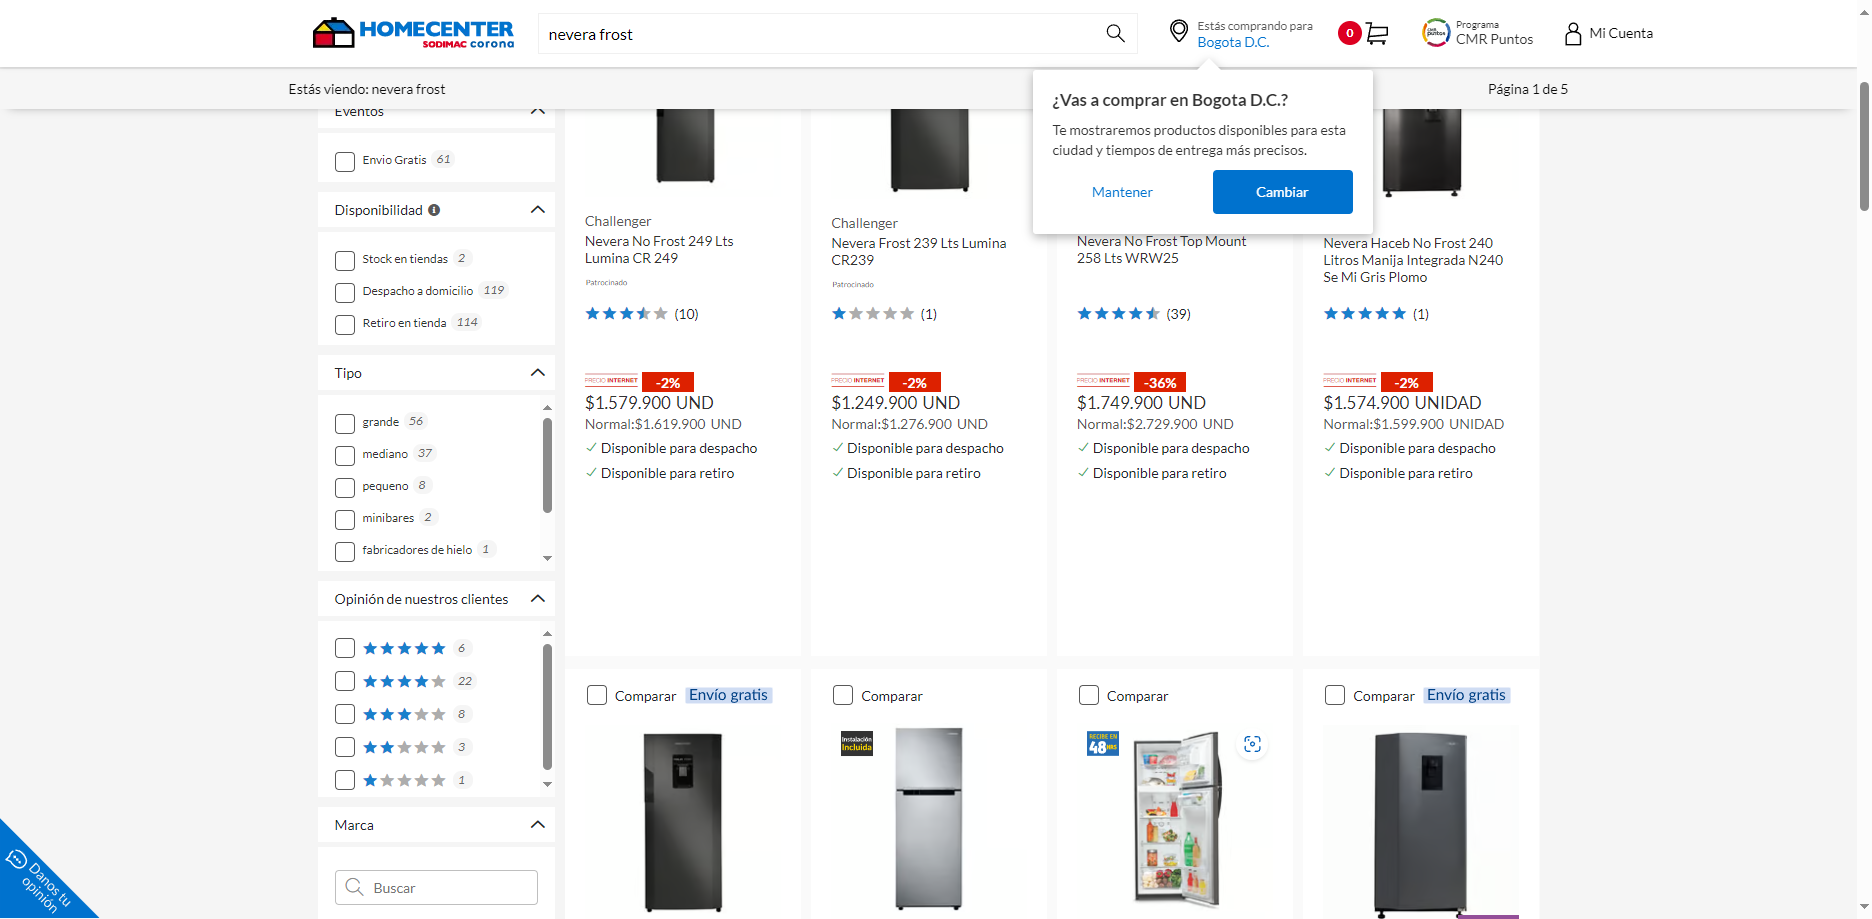 HOMECENTER
SODIMAC corona
nevera frost
Estás comprando para
Bogota D.C.
0
CMR puntos
Programa
CMR Puntos
Mi Cuenta
Estás viendo: nevera frost
Página 1 de 5
¿Vas a comprar en Bogota D.C.?
Te mostraremos productos disponibles para esta
ciudad y tiempos de entrega más precisos.
Mantener
Cambiar
Eventos
Envio Gratis 61
Disponibilidad
Stock en tiendas 2
Despacho a domicilio 119
Retiro en tienda 114
Tipo
grande 56
mediano 37
pequeno 8
minibares 2
fabricadores de hielo 1
Opinión de nuestros clientes
6
22
8
3
1
Marca
Buscar
Danos tu
opinión
Challenger
Nevera No Frost 249 Lts
Lumina CR 249
Patrocinado
(10)
PRECIO INTERNET -2%
$1.579.900 UND
Normal:$1.619.900 UND
Disponible para despacho
Disponible para retiro
Challenger
Nevera Frost 239 Lts Lumina
CR239
Patrocinado
(1)
PRECIO INTERNET -2%
$1.249.900 UND
Normal:$1.276.900 UND
Disponible para despacho
Disponible para retiro
Nevera No Frost Top Mount
258 Lts WRW25
(39)
PRECIO INTERNET -36%
$1.749.900 UND
Normal:$2.729.900 UND
Disponible para despacho
Disponible para retiro
Nevera Haceb No Frost 240
Litros Manija Integrada N240
Se Mi Gris Plomo
(1)
PRECIO INTERNET -2%
$1.574.900 UNIDAD
Normal:$1.599.900 UNIDAD
Disponible para despacho
Disponible para retiro
Comparar Envío gratis
Comparar
Instalación
Incluida
Comparar
RECIBE EN
48 HRS
Comparar Envío gratis